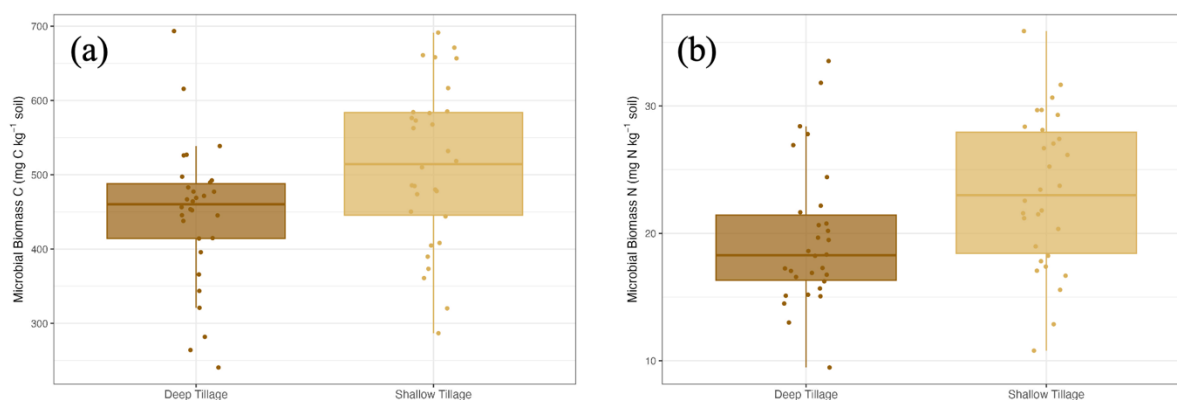 (a)
Microbial Biomass C (mg C kg⁻¹ soil)
700
600
500
400
300
Deep Tillage
Shallow Tillage
(b)
Microbial Biomass N (mg N kg⁻¹ soil)
30
20
10
Deep Tillage
Shallow Tillage